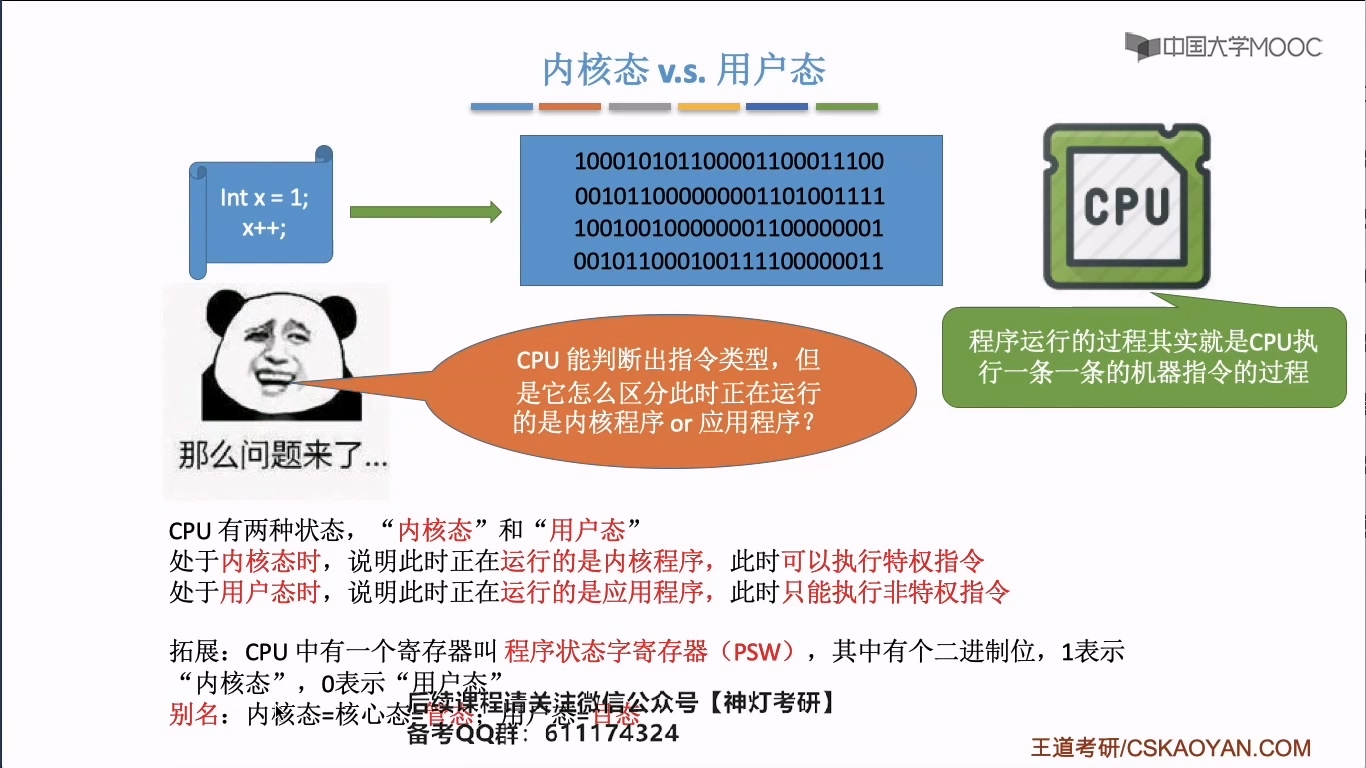 中国大学MOOC
内核态 v.s. 用户态
Int x = 1;
x++;
100010101100001100011100
001011000000001101001111
100100100000001100000001
001011000100111100000011
CPU
程序运行的过程其实就是CPU执
行一条一条的机器指令的过程
CPU 能判断出指令类型，但
是它怎么区分此时正在运行
的是内核程序 or 应用程序？
那么问题来了...
CPU 有两种状态，“内核态”和“用户态”
处于内核态时，说明此时正在运行的是内核程序，此时可以执行特权指令
处于用户态时，说明此时正在运行的是应用程序，此时只能执行非特权指令
拓展：CPU 中有一个寄存器叫 程序状态字寄存器（PSW），其中有个二进制位，1表示
“内核态”，0表示“用户态”
别名：内核态=核心态=管态；用户态=目态
后续课程请关注微信公众号【神灯考研】
备考QQ群：611174324
王道考研/CSKAOYAN.COM